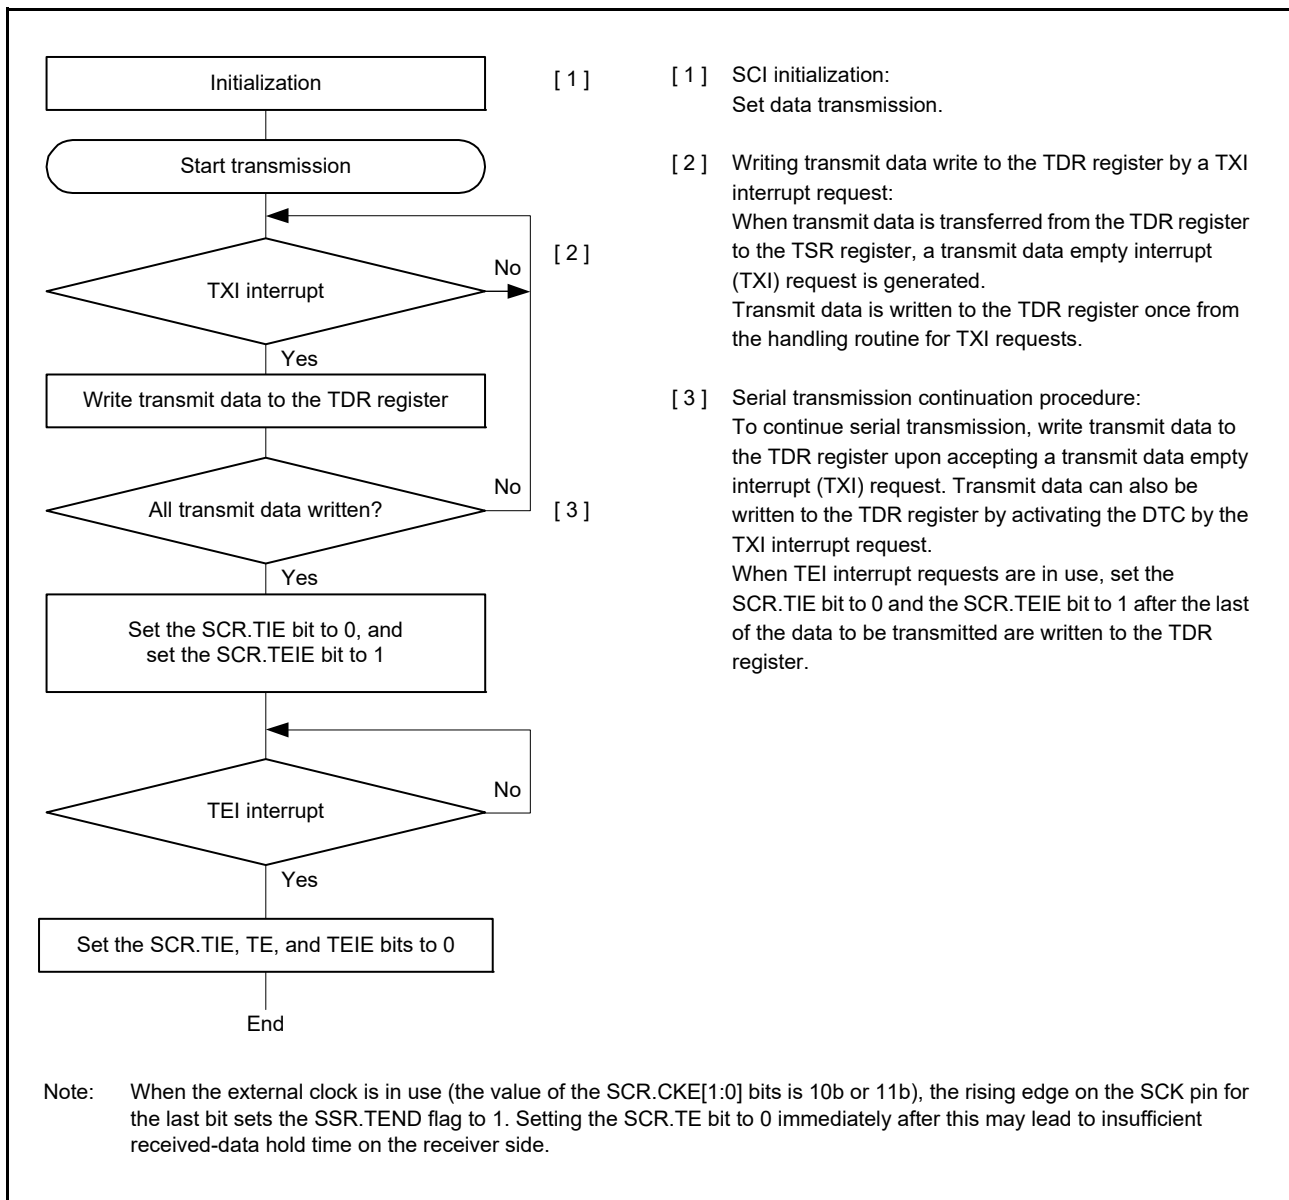 Initialization
[ 1 ]
Start transmission
[ 2 ]
TXI interrupt
No
Yes
Write transmit data to the TDR register
All transmit data written?
No
[ 3 ]
Yes
Set the SCR.TIE bit to 0, and
set the SCR.TEIE bit to 1
TEI interrupt
No
Yes
Set the SCR.TIE, TE, and TEIE bits to 0
End
[ 1 ] SCI initialization:
Set data transmission.
[ 2 ] Writing transmit data write to the TDR register by a TXI
interrupt request:
When transmit data is transferred from the TDR register
to the TSR register, a transmit data empty interrupt
(TXI) request is generated.
Transmit data is written to the TDR register once from
the handling routine for TXI requests.
[ 3 ] Serial transmission continuation procedure:
To continue serial transmission, write transmit data to
the TDR register upon accepting a transmit data empty
interrupt (TXI) request. Transmit data can also be
written to the TDR register by activating the DTC by the
TXI interrupt request.
When TEI interrupt requests are in use, set the
SCR.TIE bit to 0 and the SCR.TEIE bit to 1 after the last
of the data to be transmitted are written to the TDR
register.
Note: When the external clock is in use (the value of the SCR.CKE[1:0] bits is 10b or 11b), the rising edge on the SCK pin for
the last bit sets the SSR.TEND flag to 1. Setting the SCR.TE bit to 0 immediately after this may lead to insufficient
received-data hold time on the receiver side.